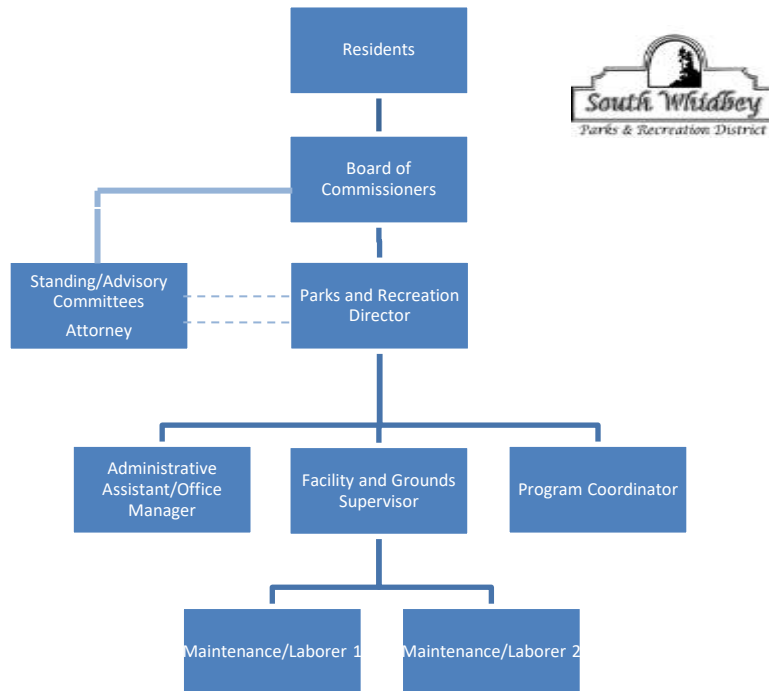 Residents
South Whidbey
Parks & Recreation District
Board of
Commissioners
Standing/Advisory
Committees
Attorney
Parks and Recreation
Director
Administrative
Assistant/Office
Manager
Facility and Grounds
Supervisor
Program Coordinator
Maintenance/Laborer 1
Maintenance/Laborer 2